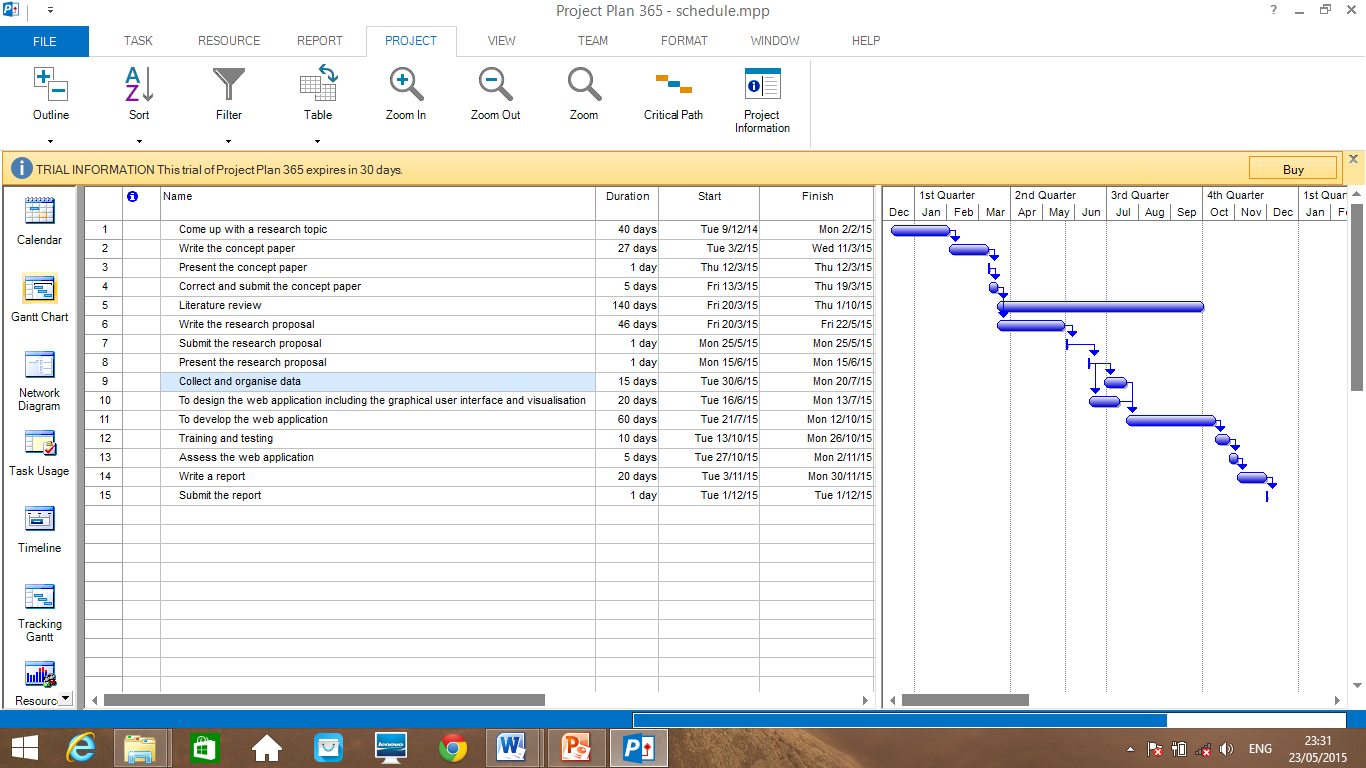 Project Plan 365 - schedule.mpp
?
FILE TASK RESOURCE REPORT PROJECT VIEW TEAM FORMAT WINDOW HELP
Outline Sort Filter Table Zoom In Zoom Out Zoom Critical Path Project Information
TRIAL INFORMATION This trial of Project Plan 365 expires in 30 days.
Buy
Calendar
Gantt Chart
Network Diagram
Task Usage
Timeline
Tracking Gantt
Resourc
Name Duration Start Finish
1 Come up with a research topic 40 days Tue 9/12/14 Mon 2/2/15
2 Write the concept paper 27 days Tue 3/2/15 Wed 11/3/15
3 Present the concept paper 1 day Thu 12/3/15 Thu 12/3/15
4 Correct and submit the concept paper 5 days Fri 13/3/15 Thu 19/3/15
5 Literature review 140 days Fri 20/3/15 Thu 1/10/15
6 Write the research proposal 46 days Fri 20/3/15 Fri 22/5/15
7 Submit the research proposal 1 day Mon 25/5/15 Mon 25/5/15
8 Present the research proposal 1 day Mon 15/6/15 Mon 15/6/15
9 Collect and organise data 15 days Tue 30/6/15 Mon 20/7/15
10 To design the web application including the graphical user interface and visualisation 20 days Tue 16/6/15 Mon 13/7/15
11 To develop the web application 60 days Tue 21/7/15 Mon 12/10/15
12 Training and testing 10 days Tue 13/10/15 Mon 26/10/15
13 Assess the web application 5 days Tue 27/10/15 Mon 2/11/15
14 Write a report 20 days Tue 3/11/15 Mon 30/11/15
15 Submit the report 1 day Tue 1/12/15 Tue 1/12/15
1st Quarter 2nd Quarter 3rd Quarter 4th Quarter 1st Quart
Dec Jan Feb Mar Apr May Jun Jul Aug Sep Oct Nov Dec Jan F
ENG
23:31
23/05/2015